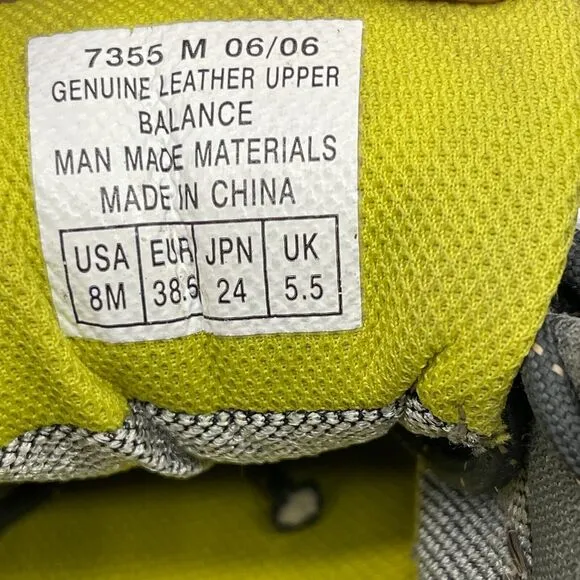 7355 M 06/06
GENUINE LEATHER UPPER
BALANCE
MAN MADE MATERIALS
MADE IN CHINA
USA EUR JPN UK
8M 38.5 24 5.5